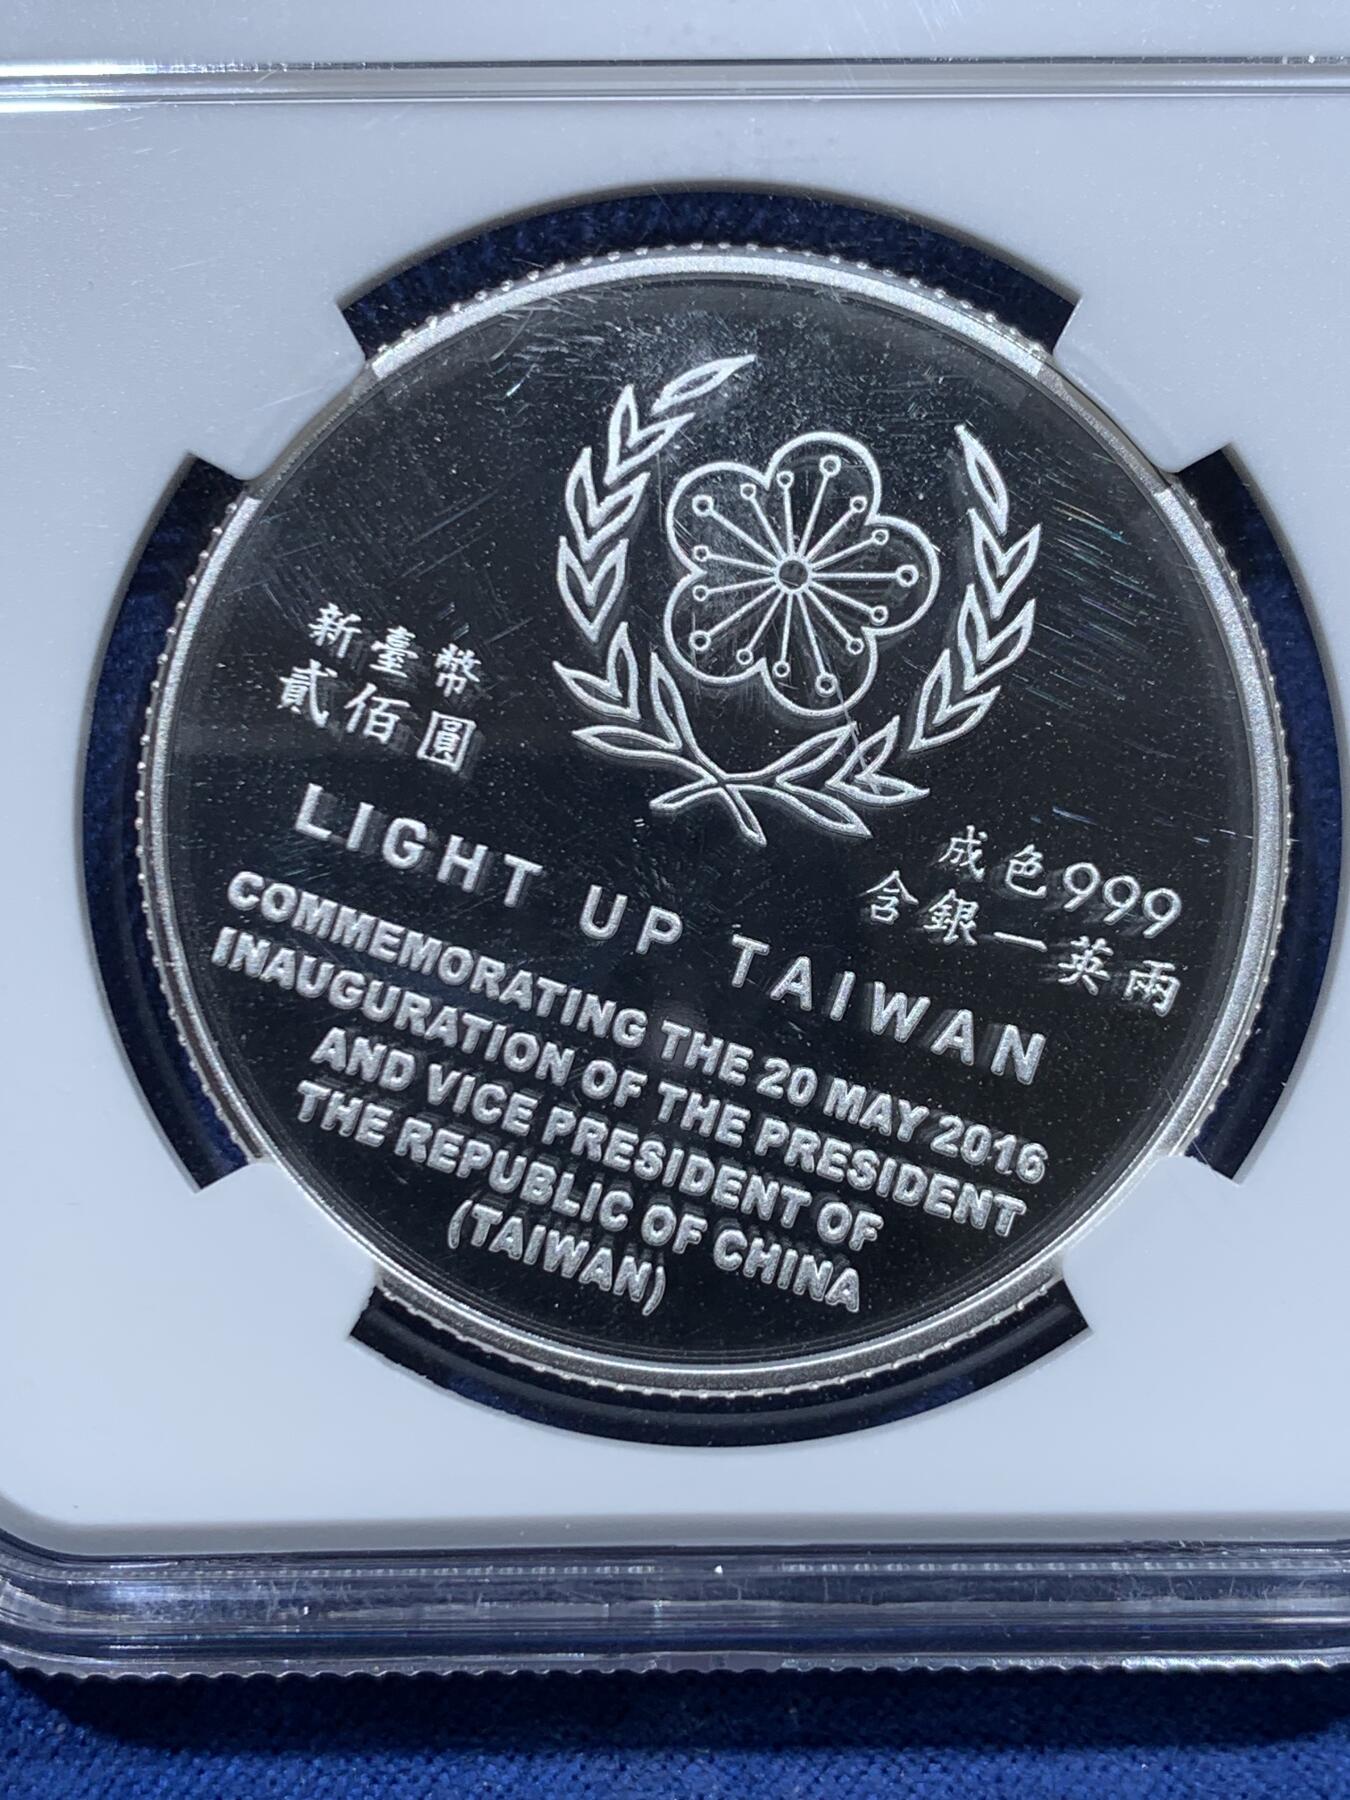 新臺幣
貳佰圓
成色999
含銀一英兩
LIGHT UP TAIWAN
COMMEMORATING THE 20 MAY 2016
INAUGURATION OF THE PRESIDENT
AND VICE PRESIDENT OF
THE REPUBLIC OF CHINA
(TAIWAN)